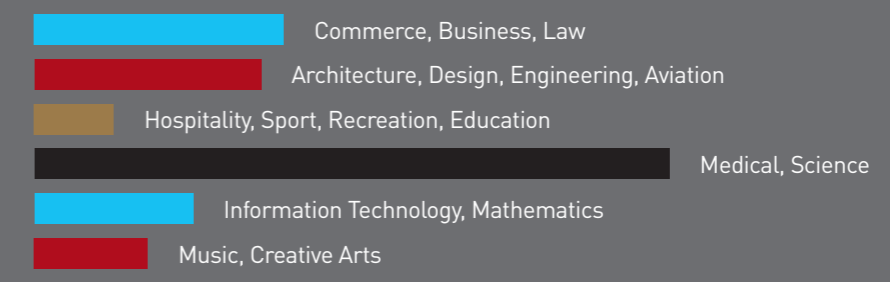 Commerce, Business, Law
Architecture, Design, Engineering, Aviation
Hospitality, Sport, Recreation, Education
Medical, Science
Information Technology, Mathematics
Music, Creative Arts